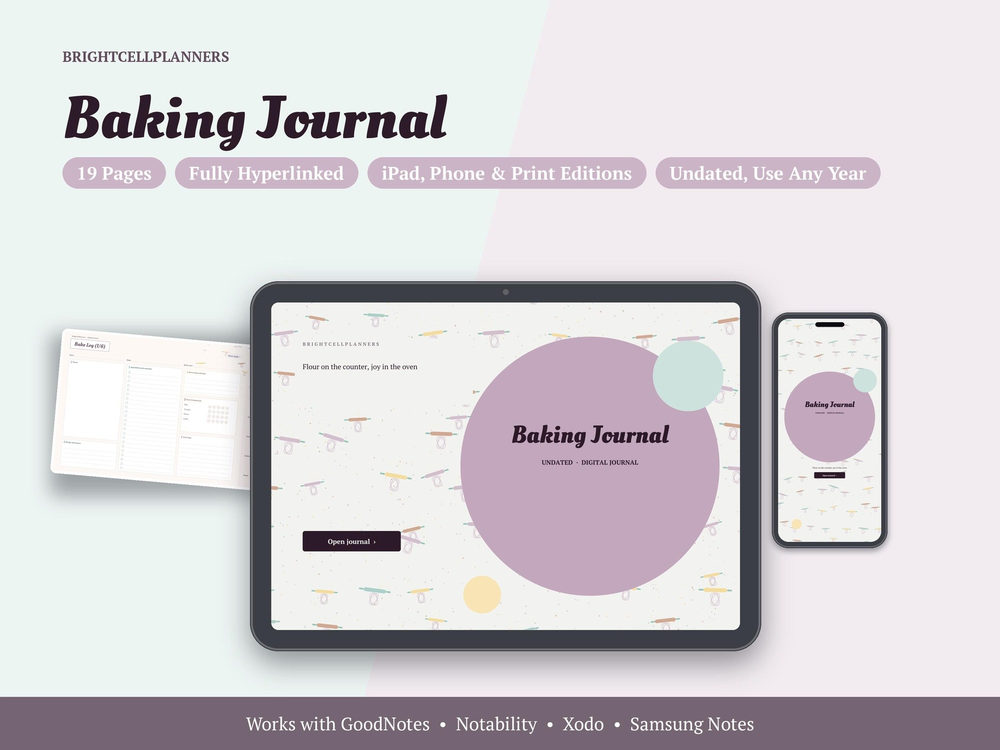 BRIGHTCELLPLANNERS
Baking Journal
19 Pages
Fully Hyperlinked
iPad, Phone & Print Editions
Undated, Use Any Year
Bake Log (1/8)
BRIGHTCELLPLANNERS
Flour on the counter, joy in the oven
Baking Journal
UNDATED · DIGITAL JOURNAL
Open journal ›
Baking Journal
Works with GoodNotes • Notability • Xodo • Samsung Notes